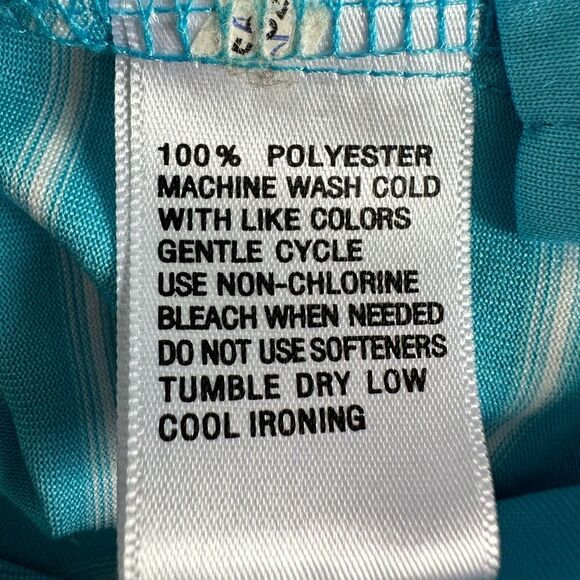 100% POLYESTER
MACHINE WASH COLD
WITH LIKE COLORS
GENTLE CYCLE
USE NON-CHLORINE
BLEACH WHEN NEEDED
DO NOT USE SOFTENERS
TUMBLE DRY LOW
COOL IRONING